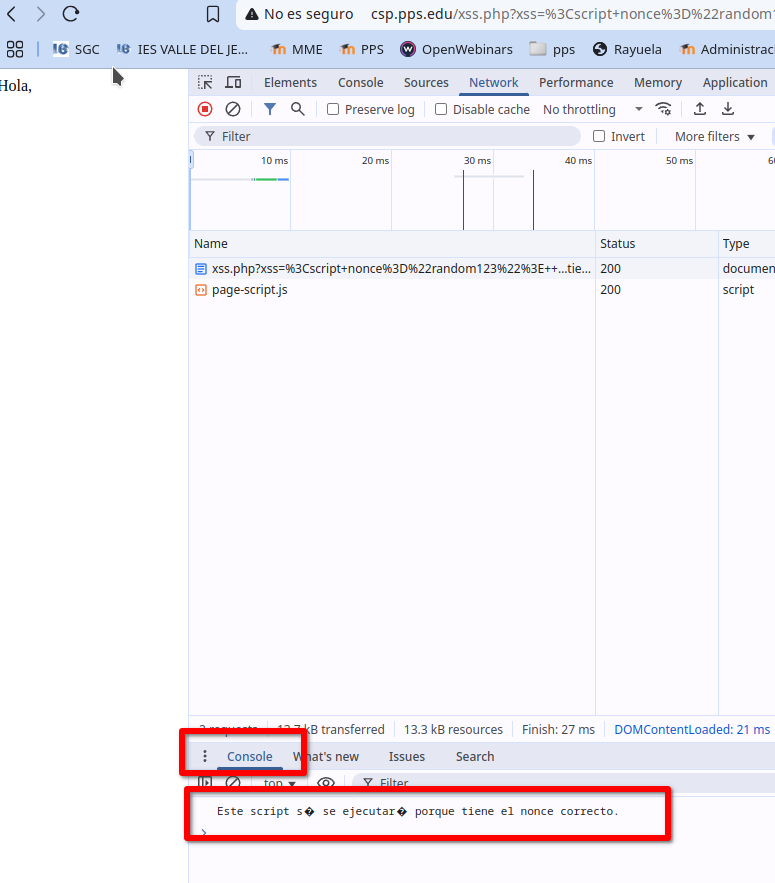 No es seguro csp.pps.edu/xss.php?xss=%3Cscript+nonce%3D%22random1
SGC IES VALLE DEL JE... MME PPS OpenWebinars pps Rayuela Administrac
Hola,
Elements Console Sources Network Performance Memory Application
Preserve log Disable cache No throttling
Filter Invert More filters
10 ms 20 ms 30 ms 40 ms 50 ms 60
Name Status Type
xss.php?xss=%3Cscript+nonce%3D%22random123%22%3E++...tie... 200 documen
page-script.js 200 script
2 requests 13.7 kB transferred 13.3 kB resources Finish: 27 ms DOMContentLoaded: 21 ms
Console What's new Issues Search
top Filter
Este script s� se ejecutar� porque tiene el nonce correcto.